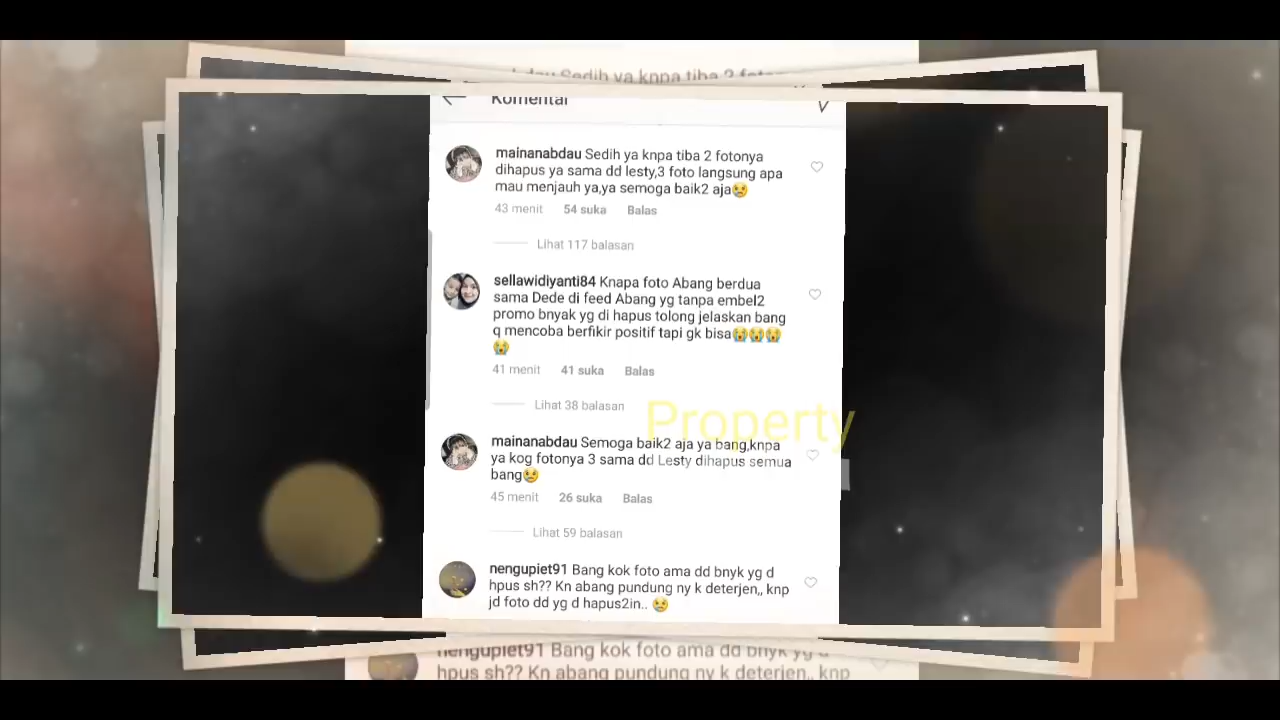 Komentar
mainanabdau Sedih ya knpa tiba 2 fotonya
dihapus ya sama dd lesty,3 foto langsung apa
mau menjauh ya,ya semoga baik2 aja😢
43 menit 54 suka Balas
Lihat 117 balasan
sellawidiyanti84 Knapa foto Abang berdua
sama Dede di feed Abang yg tanpa embel2
promo bnyak yg di hapus tolong jelaskan bang
q mencoba berfikir positif tapi gk bisa😭😭😭
😭
41 menit 41 suka Balas
Lihat 38 balasan
Property
mainanabdau Semoga baik2 aja ya bang,knpa
ya kog fotonya 3 sama dd Lesty dihapus semua
bang😢
45 menit 26 suka Balas
Lihat 59 balasan
nengupiet91 Bang kok foto ama dd bnyk yg d
hpus sh?? Kn abang pundung ny k deterjen,, knp
jd foto dd yg d hapus2in.. 😢
nengupiet91 Bang kok foto ama dd bnyk yg d
hpus sh?? Kn abang pundung ny k deterjen,, knp